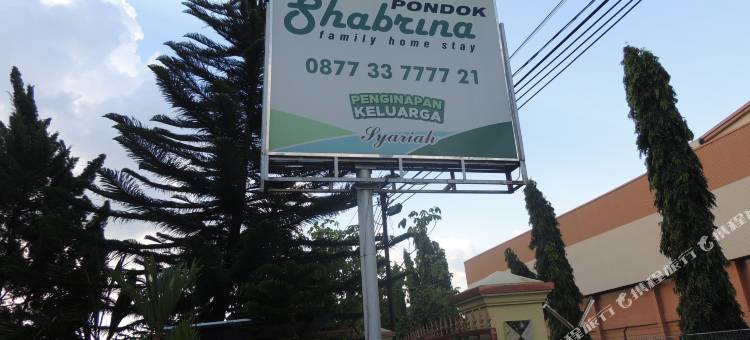 PONDOK
Shabrina
family home stay
0877 33 7777 21
PENGINAPAN
KELUARGA
Syariah